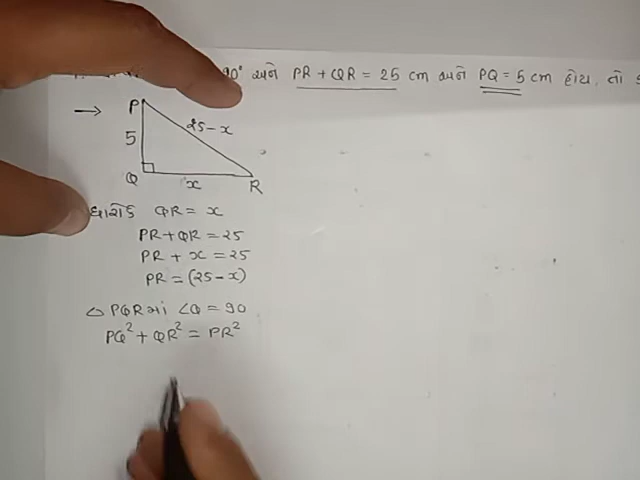 90° અને PR + QR = 25 cm અને PQ = 5 cm હોય, તો
P
25 - x
5
Q
x
R
ધારોકે QR = x
PR + QR = 25
PR + x = 25
PR = (25 - x)
△ PQR માં ∠Q = 90
PQ² + QR² = PR²